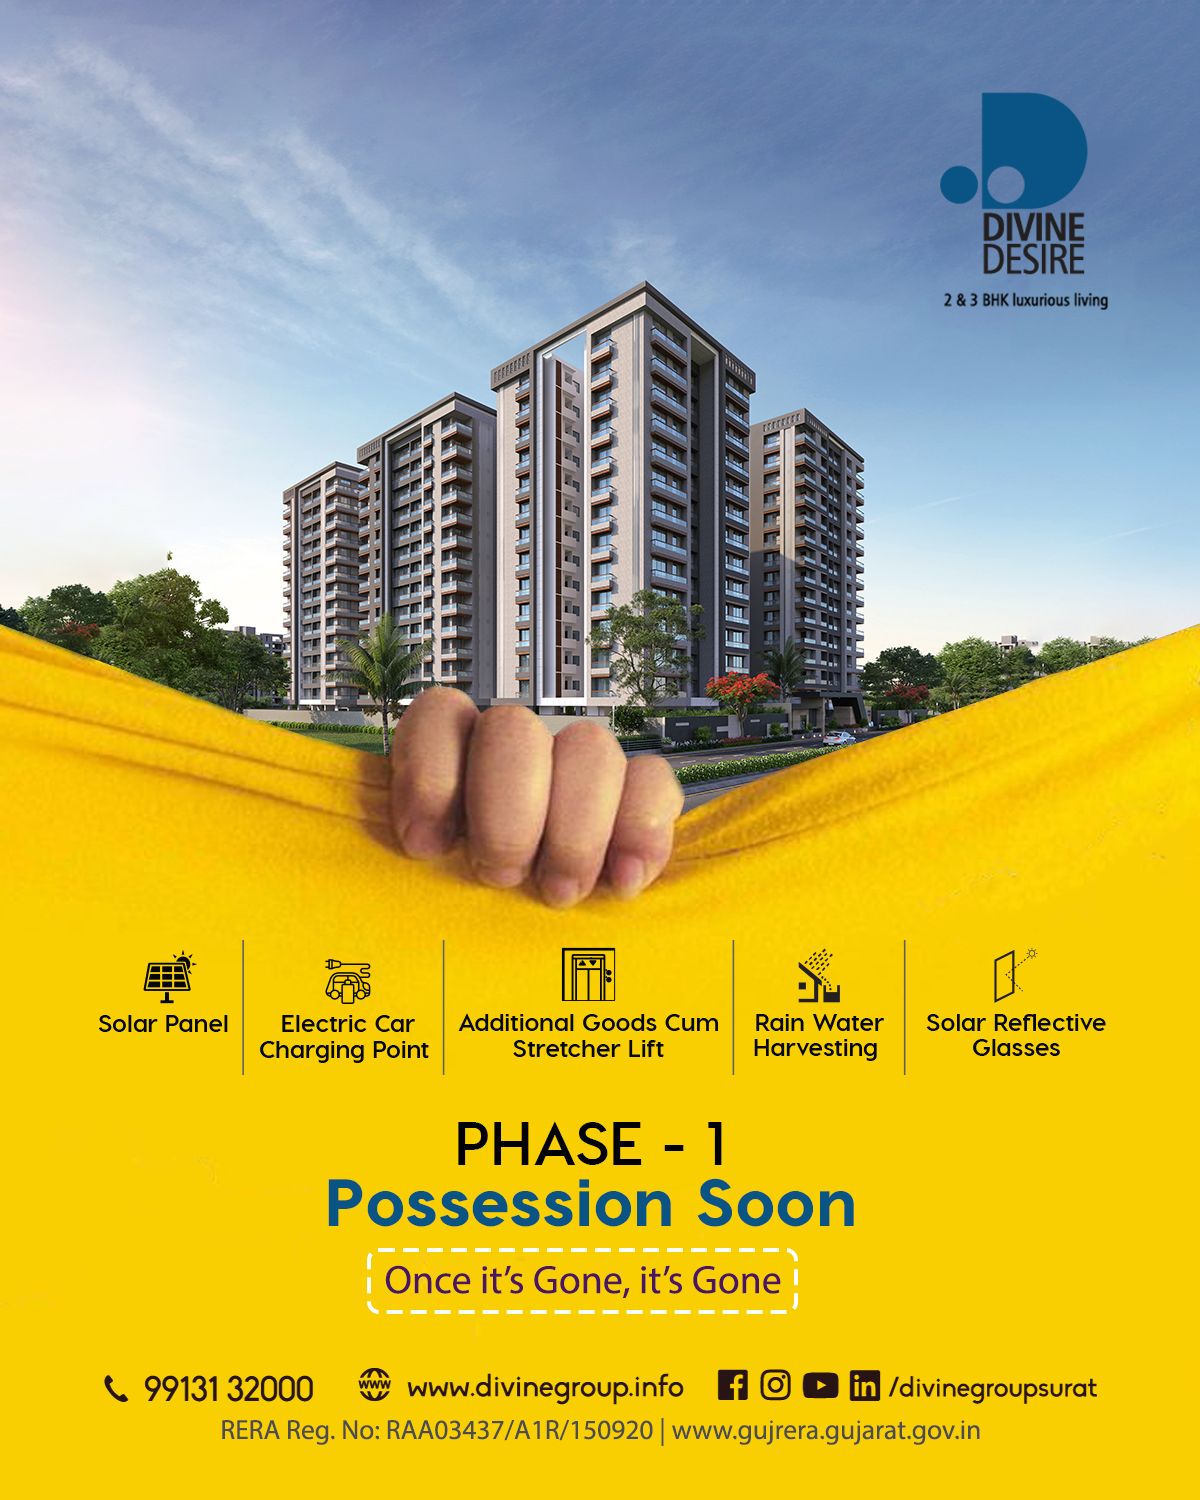 DIVINE
DESIRE
2 & 3 BHK luxurious living
Solar Panel
Electric Car
Charging Point
Additional Goods Cum
Stretcher Lift
Rain Water
Harvesting
Solar Reflective
Glasses
PHASE - 1
Possession Soon
Once it's Gone, it's Gone
99131 32000 www www.divinegroup.info /divinegroupsurat
RERA Reg. No: RAA03437/A1R/150920 | www.gujrera.gujarat.gov.in